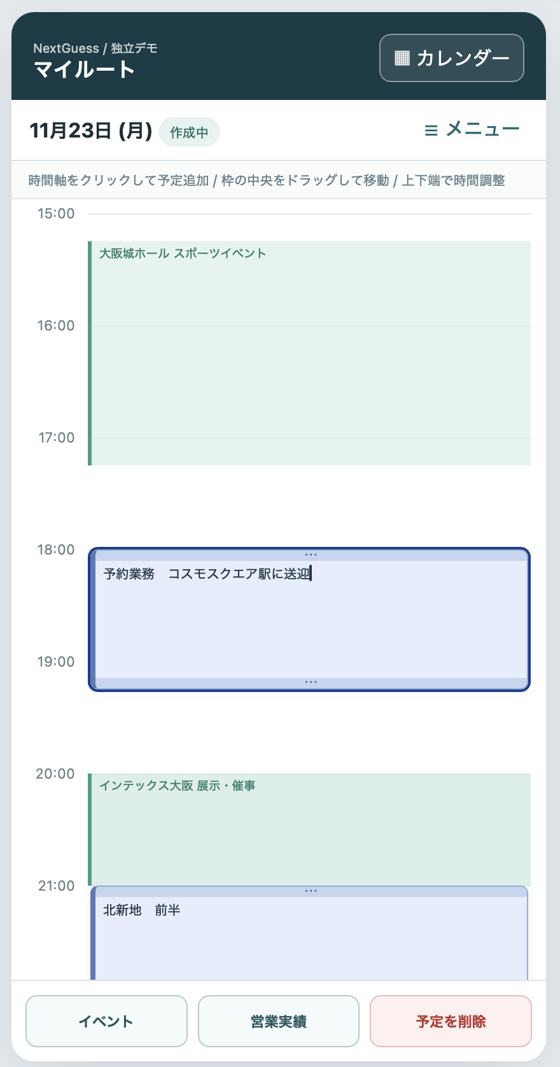 NextGuess / 独立デモ
マイルート
▦ カレンダー
11月23日 (月) 作成中
≡ メニュー
時間軸をクリックして予定追加 / 枠の中央をドラッグして移動 / 上下端で時間調整
15:00
大阪城ホール スポーツイベント
16:00
17:00
18:00
予約業務　コスモスクエア駅に送迎
19:00
20:00
インテックス大阪 展示・催事
21:00
北新地　前半
イベント
営業実績
予定を削除